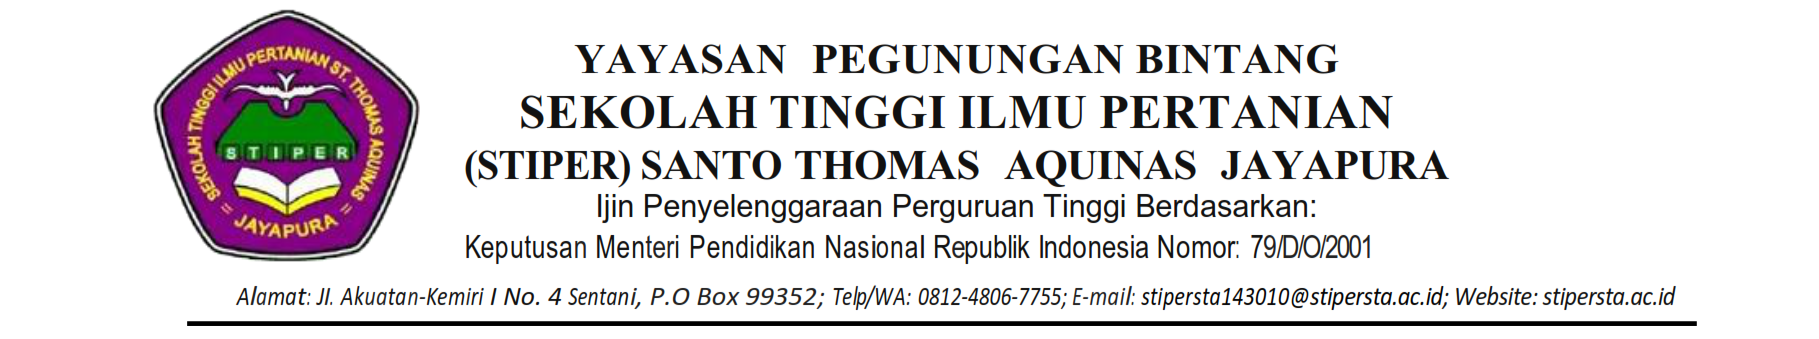 SEKOLAH TINGGI ILMU PERTANIAN ST. THOMAS AQUINAS
STIPER
= JAYAPURA =
YAYASAN PEGUNUNGAN BINTANG
SEKOLAH TINGGI ILMU PERTANIAN
(STIPER) SANTO THOMAS AQUINAS JAYAPURA
Ijin Penyelenggaraan Perguruan Tinggi Berdasarkan:
Keputusan Menteri Pendidikan Nasional Republik Indonesia Nomor: 79/D/O/2001
Alamat: Jl. Akuatan-Kemiri I No. 4 Sentani, P.O Box 99352; Telp/WA: 0812-4806-7755; E-mail: stipersta143010@stipersta.ac.id; Website: stipersta.ac.id